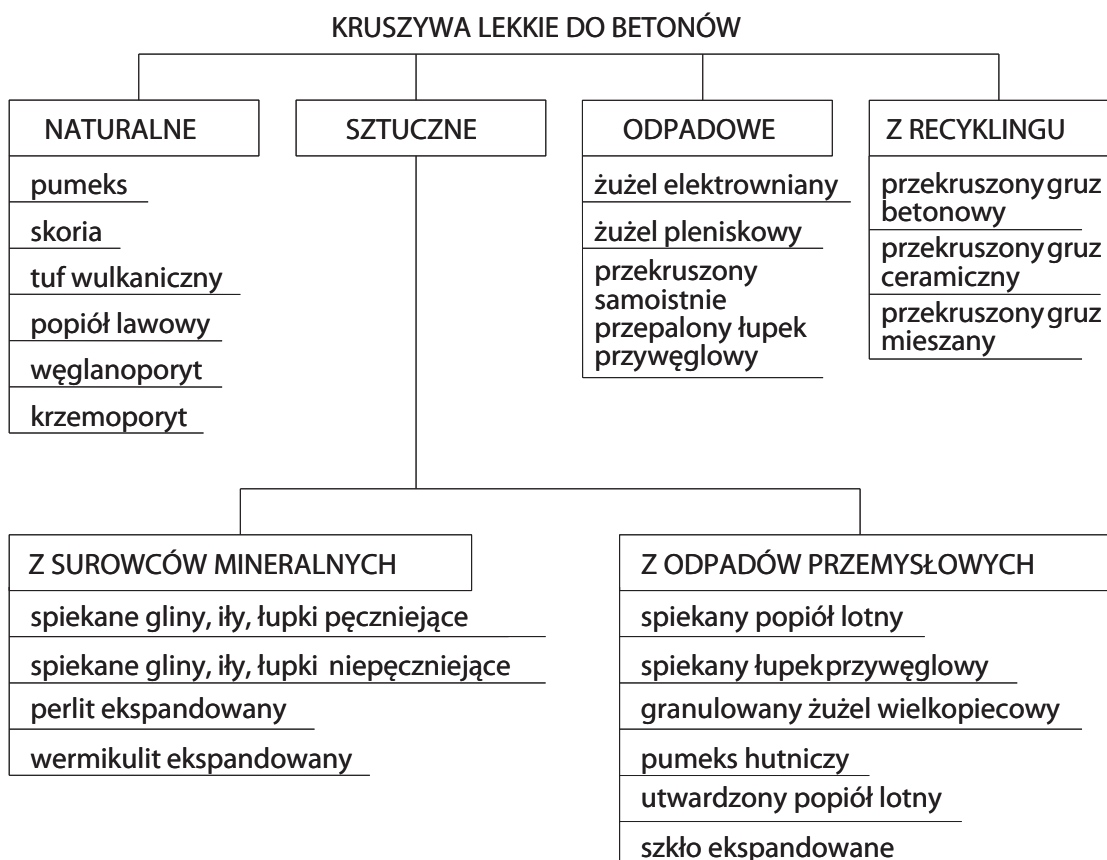 KRUSZYWA LEKKIE DO BETONÓW
NATURALNE
pumeks
skoria
tuf wulkaniczny
popiół lawowy
węglanoporyt
krzemoporyt
SZTUCZNE
ODPADOWE
żużel elektrowniany
żużel pleniskowy
przekruszony
samoistnie
przepalony łupek
przywęglowy
Z RECYKLINGU
przekruszony gruz
betonowy
przekruszony gruz
ceramiczny
przekruszony gruz
mieszany
Z SUROWCÓW MINERALNYCH
spiekane gliny, iły, łupki pęczniejące
spiekane gliny, iły, łupki niepęczniejące
perlit ekspandowany
wermikulit ekspandowany
Z ODPADÓW PRZEMYSŁOWYCH
spiekany popiół lotny
spiekany łupek przywęglowy
granulowany żużel wielkopiecowy
pumeks hutniczy
utwardzony popiół lotny
szkło ekspandowane